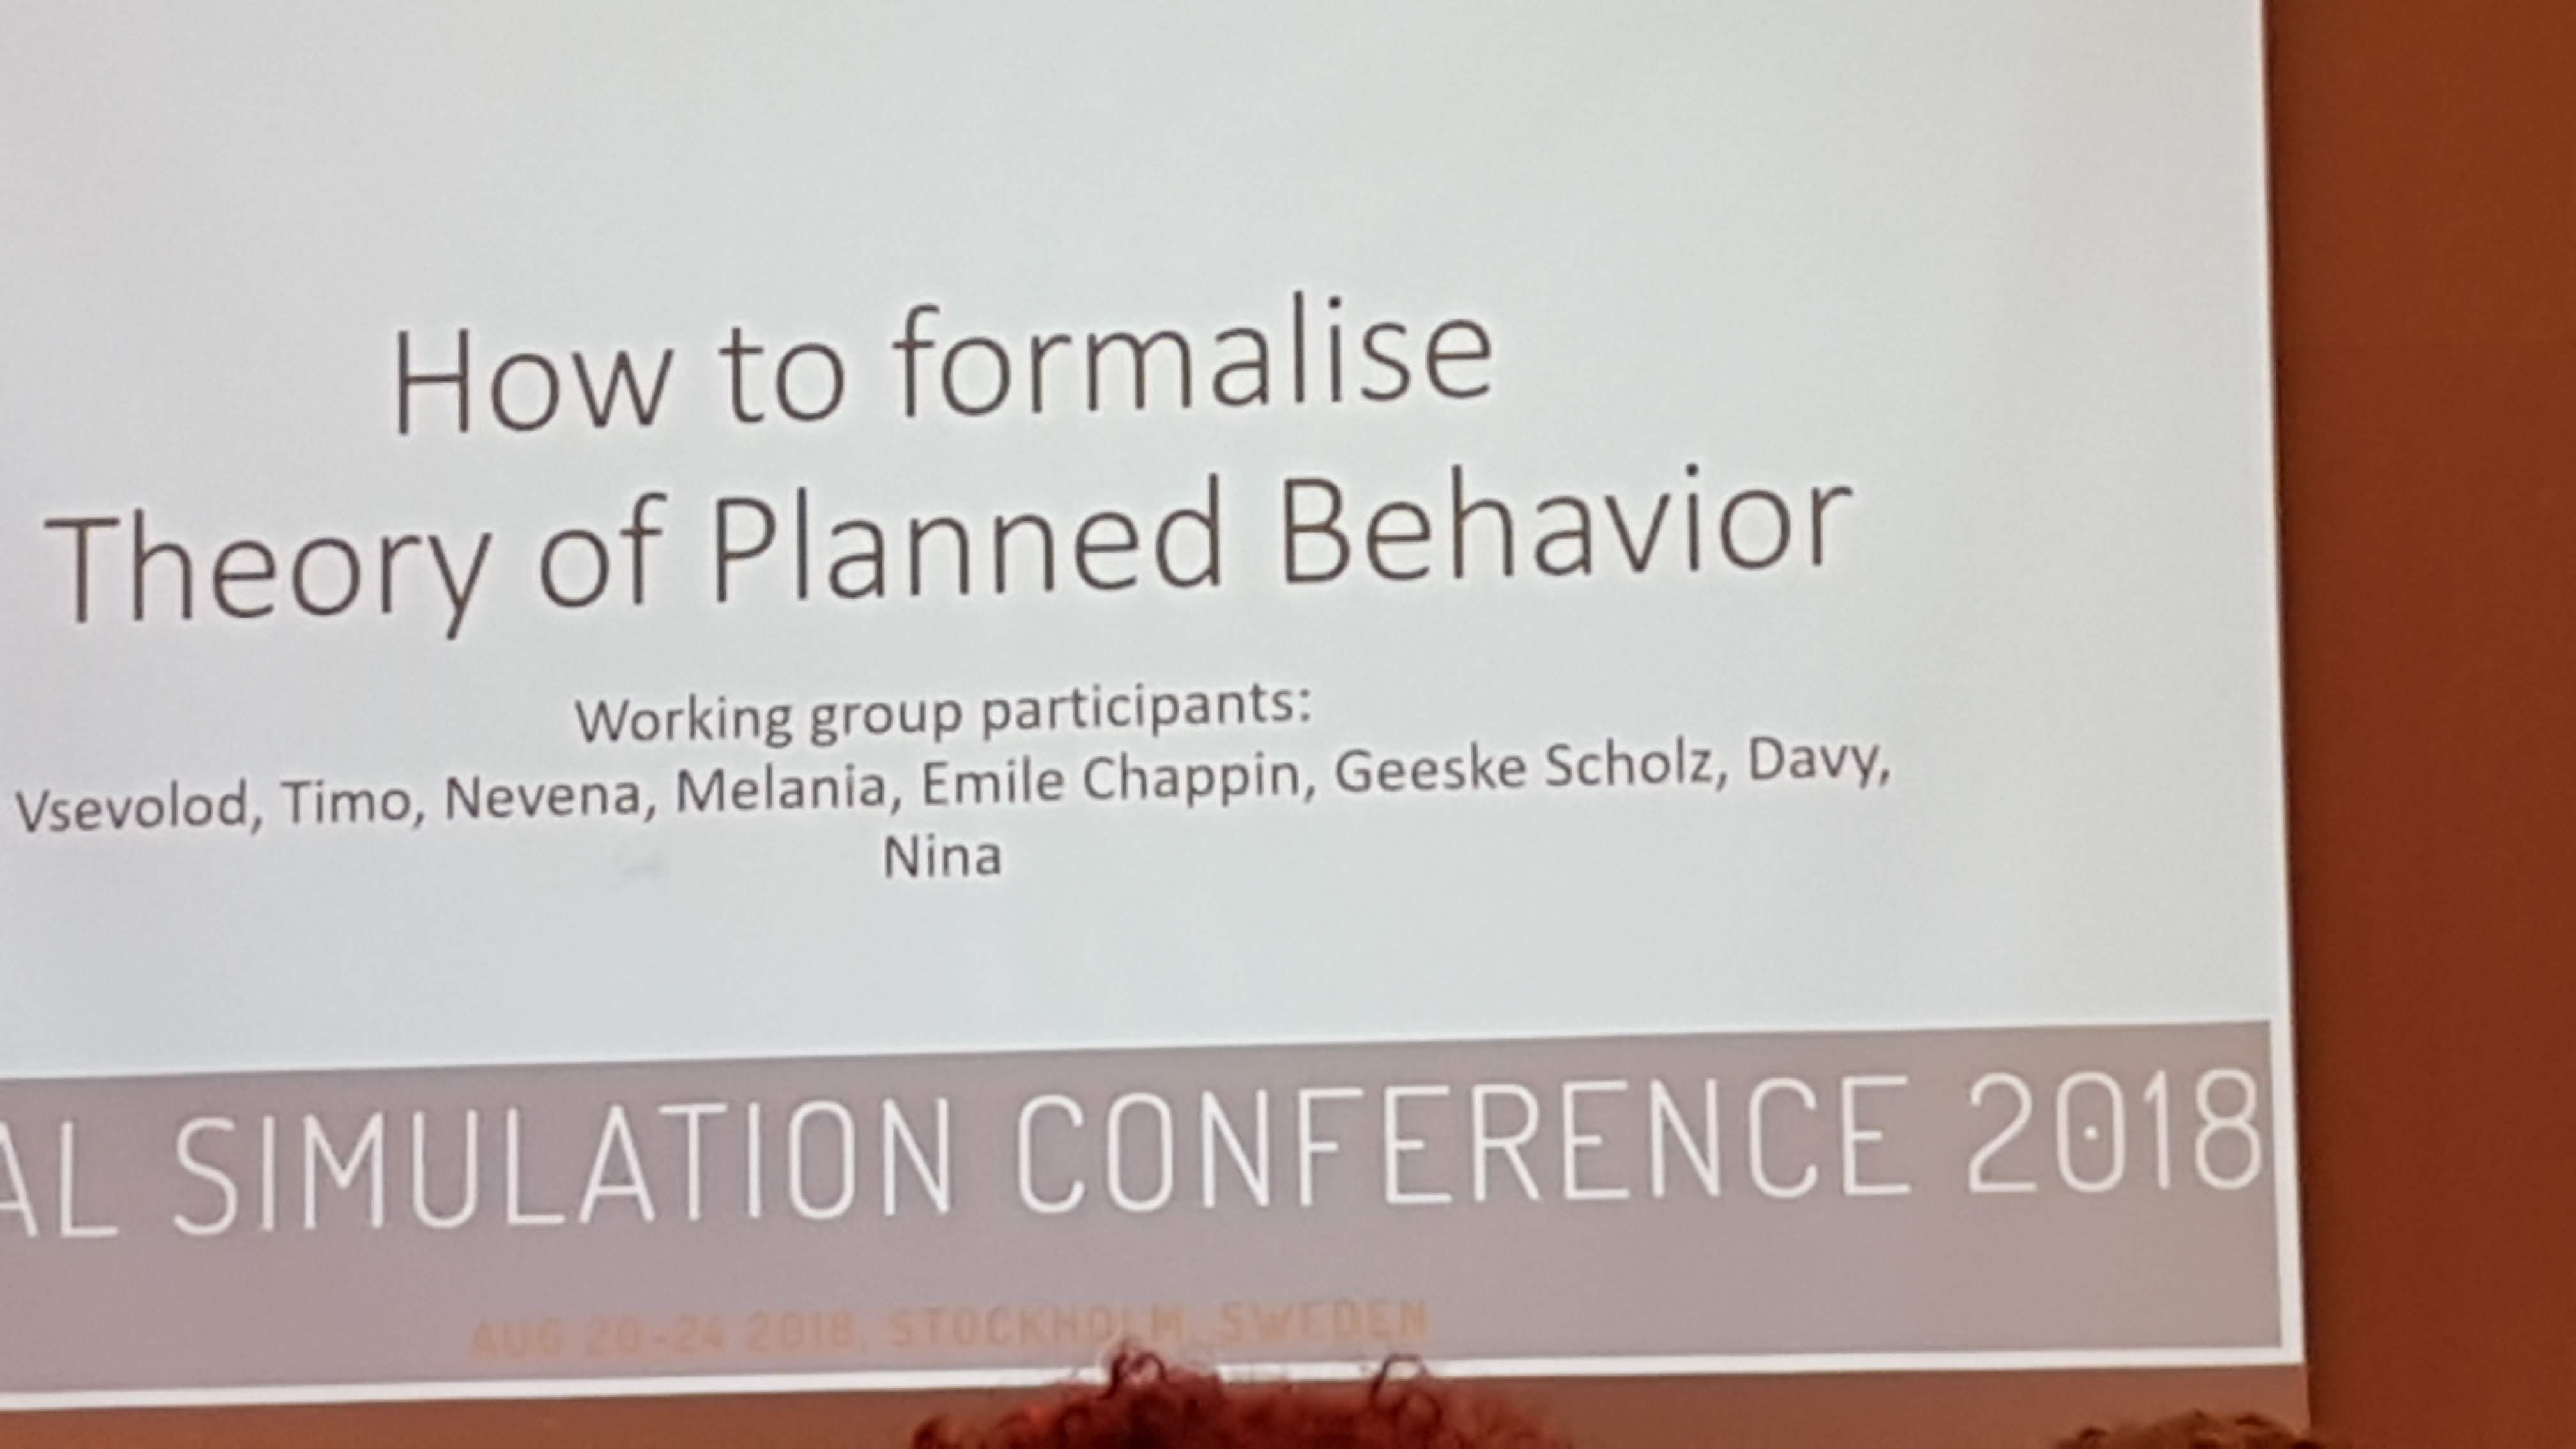 How to formalise
Theory of Planned Behavior
Working group participants:
Vsevolod, Timo, Nevena, Melania, Emile Chappin, Geeske Scholz, Davy,
Nina
AL SIMULATION CONFERENCE 2018
AUG 20-24 2018, STOCKHOLM, SWEDEN